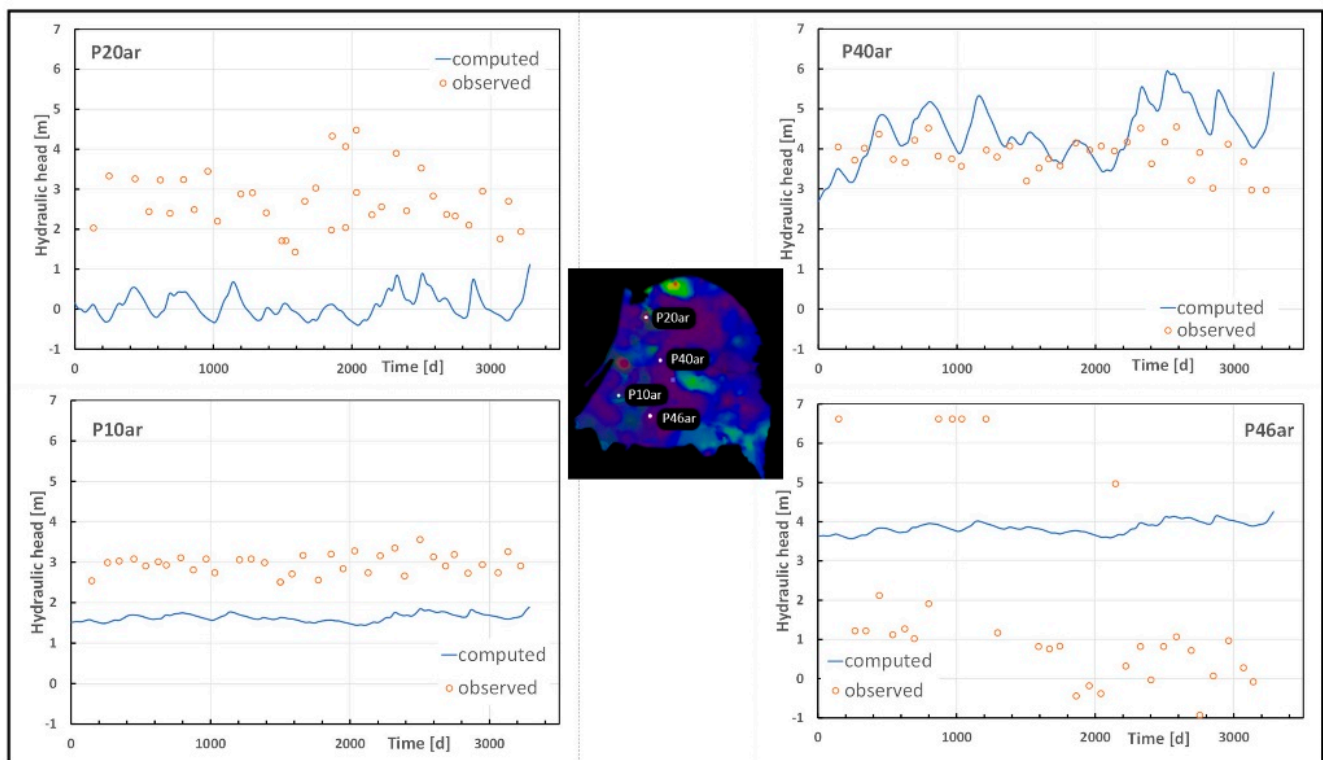 P20ar
computed
observed
Hydraulic head [m]
7
6
5
4
3
2
1
0
-1
0
1000
2000
3000
Time [d]
P40ar
computed
observed
Hydraulic head [m]
7
6
5
4
3
2
1
0
-1
0
1000
2000
3000
Time [d]
P20ar
P40ar
P10ar
P46ar
P10ar
computed
observed
Hydraulic head [m]
7
6
5
4
3
2
1
0
-1
0
1000
2000
3000
Time [d]
P46ar
computed
observed
Hydraulic head [m]
7
6
5
4
3
2
1
0
-1
0
1000
2000
3000
Time [d]